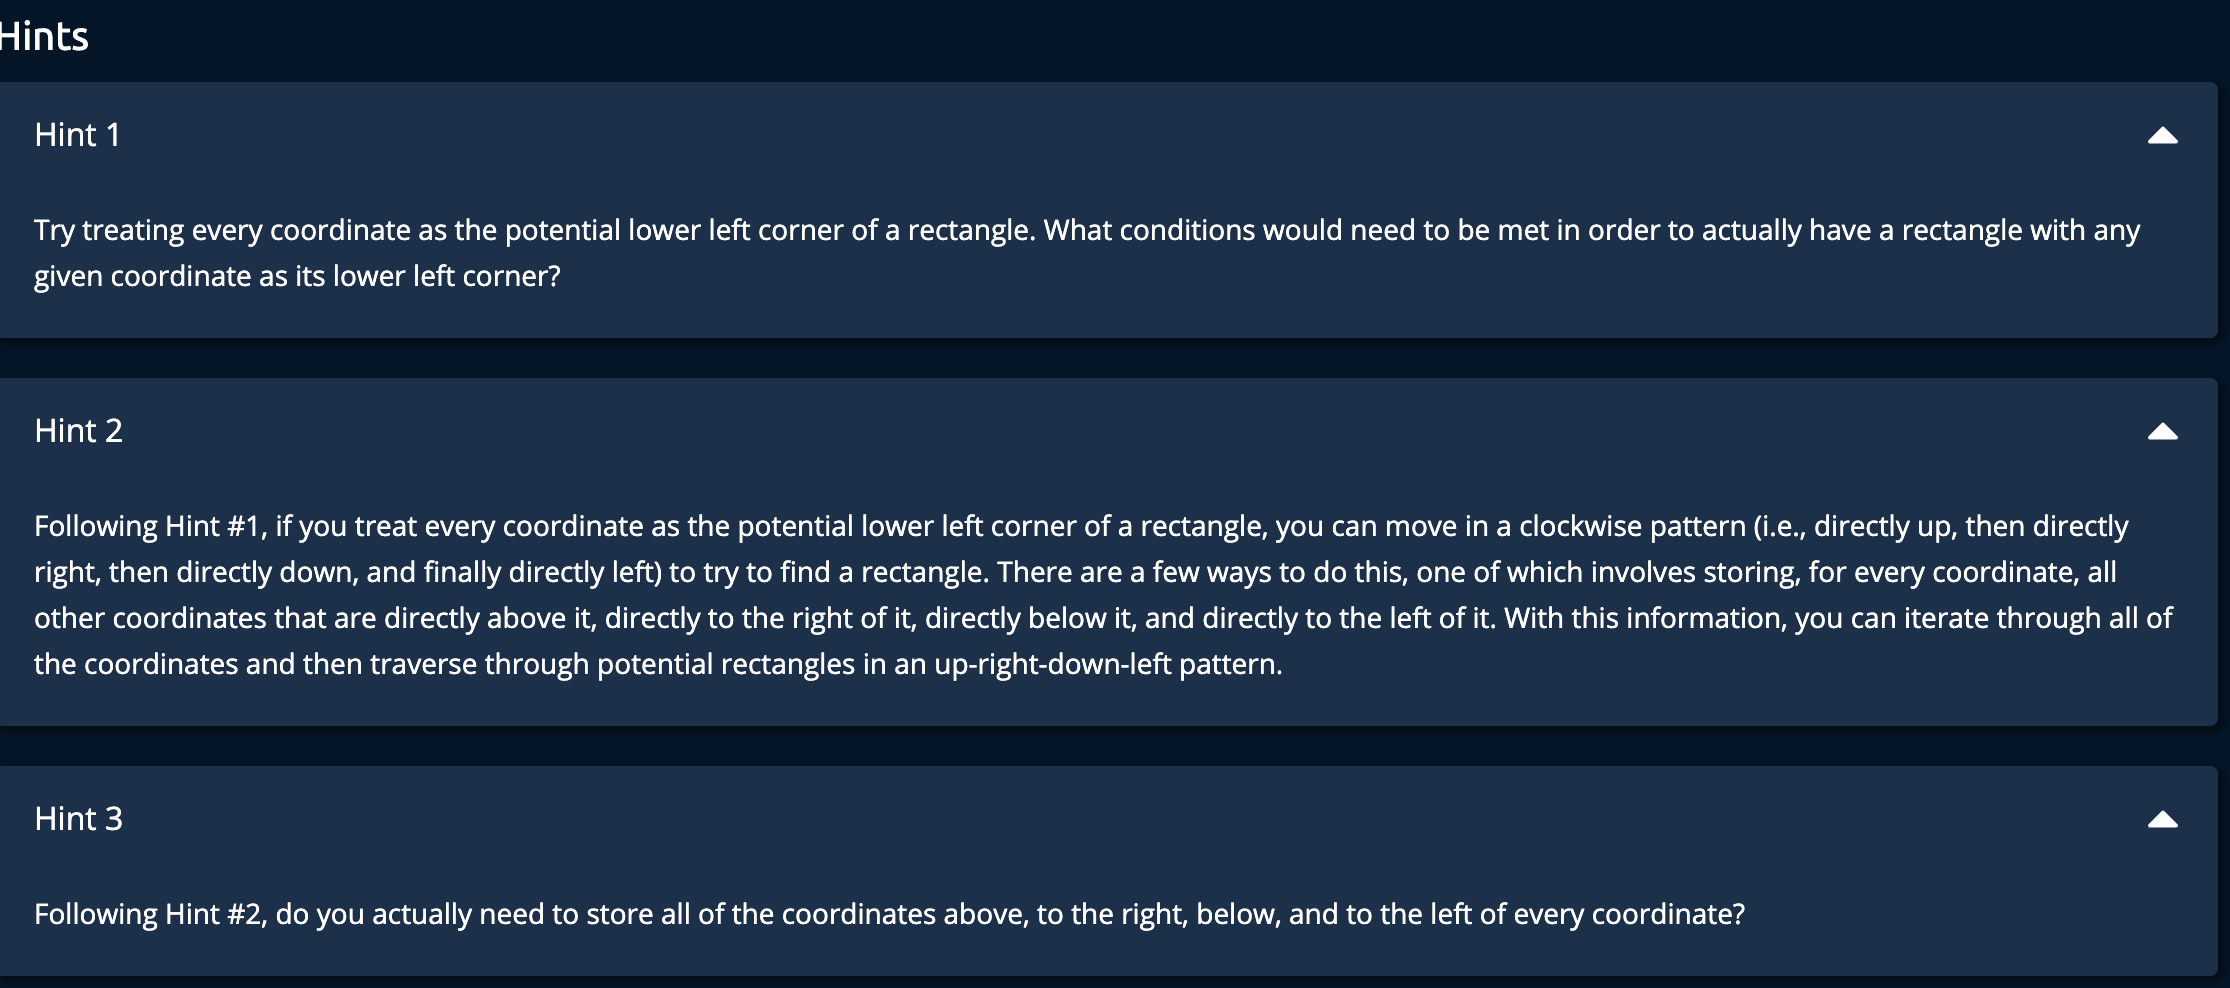 Hints
Hint 1
Try treating every coordinate as the potential lower left corner of a rectangle. What conditions would need to be met in order to actually have a rectangle with any
given coordinate as its lower left corner?
Hint 2
Following Hint #1, if you treat every coordinate as the potential lower left corner of a rectangle, you can move in a clockwise pattern (i.e., directly up, then directly
right, then directly down, and finally directly left) to try to find a rectangle. There are a few ways to do this, one of which involves storing, for every coordinate, all
other coordinates that are directly above it, directly to the right of it, directly below it, and directly to the left of it. With this information, you can iterate through all of
the coordinates and then traverse through potential rectangles in an up-right-down-left pattern.
Hint 3
Following Hint #2, do you actually need to store all of the coordinates above, to the right, below, and to the left of every coordinate?